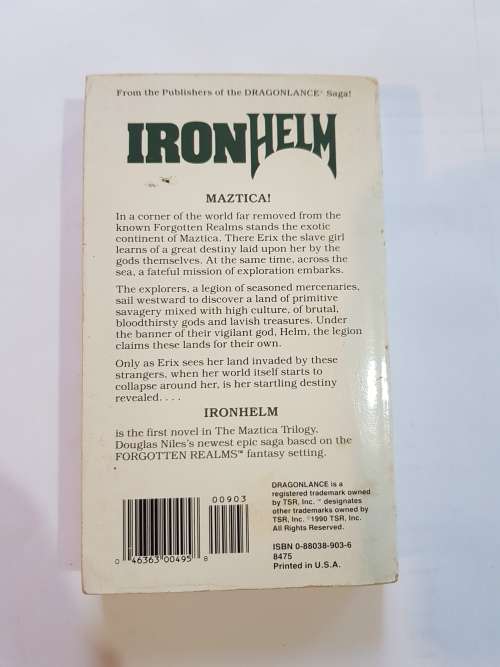 From the Publishers of the DRAGONLANCE® Saga!
IRONHELM
MAZTICA!
In a corner of the world far removed from the
known Forgotten Realms stands the exotic
continent of Maztica. There Erix the slave girl
learns of a great destiny laid upon her by the
gods themselves. At the same time, across the
sea, a fateful mission of exploration embarks.
The explorers, a legion of seasoned mercenaries,
sail westward to discover a land of primitive
savagery mixed with high culture, of brutal,
bloodthirsty gods and lavish treasures. Under
the banner of their vigilant god, Helm, the legion
claims these lands for their own.
Only as Erix sees her land invaded by these
strangers, when her world itself starts to
collapse around her, is her startling destiny
revealed. . . .
IRONHELM
is the first novel in The Maztica Trilogy,
Douglas Niles's newest epic saga based on the
FORGOTTEN REALMS™ fantasy setting.
00903
0 46363 00495 8
DRAGONLANCE is a
registered trademark owned
by TSR, Inc. ™ designates
other trademarks owned by
TSR, Inc. ©1990 TSR, Inc.
All Rights Reserved.
ISBN 0-88038-903-6
8475
Printed in U.S.A.